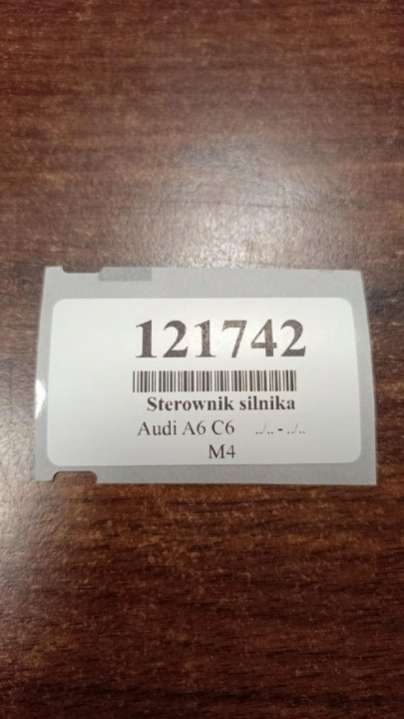 121742
Sterownik silnika
Audi A6 C6 ../.. - ../..
M4